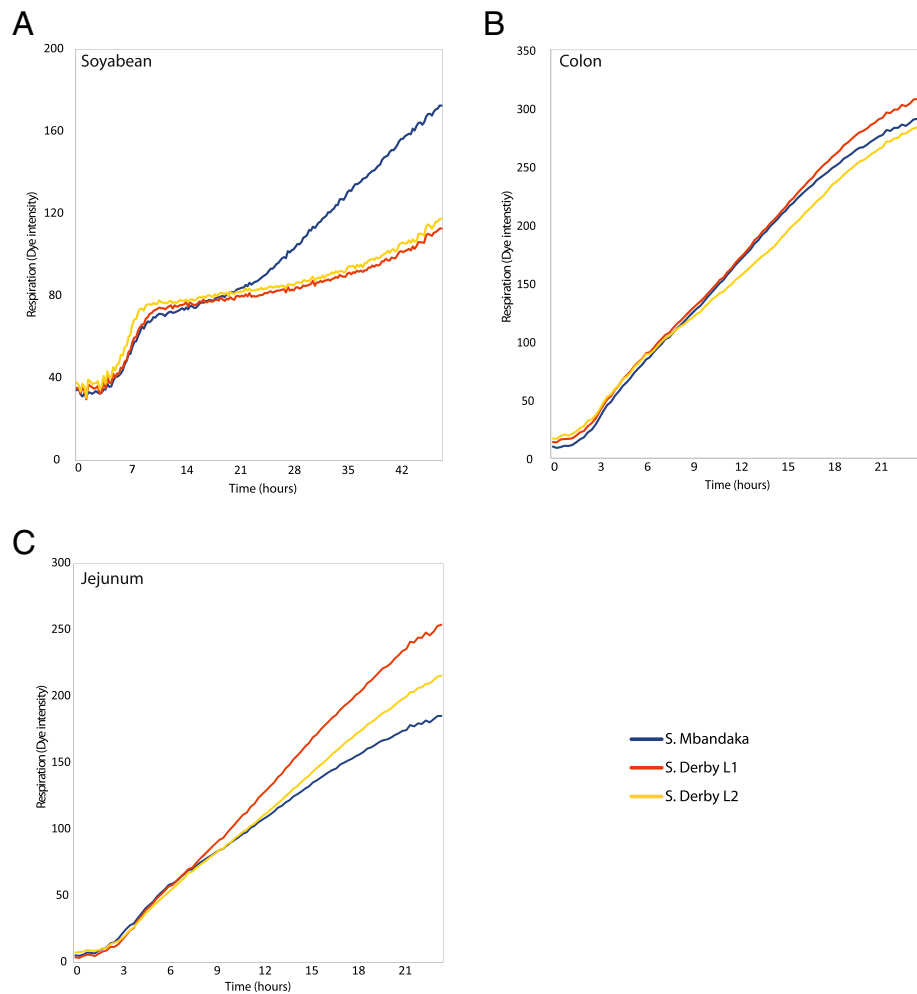 A
Soyabean
200
160
120
80
40
0
Respiration (Dye intensity)
0 7 14 21 28 35 42
Time (hours)
B
Colon
350
300
250
200
150
100
50
0
Respiration (Dye intenstiy)
0 3 6 9 12 15 18 21
Time (hours)
C
Jejunum
300
250
200
150
100
50
0
Respiration (Dye intensity)
0 3 6 9 12 15 18 21
Time (hours)
S. Mbandaka
S. Derby L1
S. Derby L2